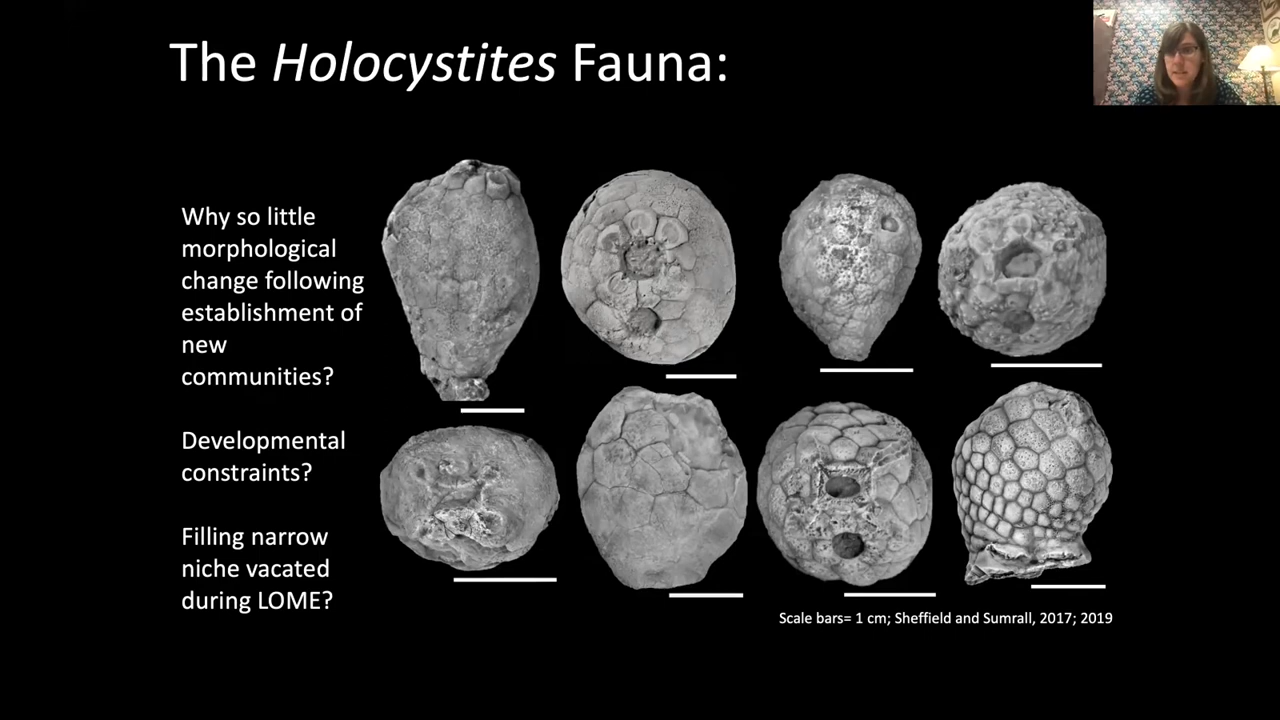 The Holocystites Fauna:
Why so little
morphological
change following
establishment of
new
communities?
Developmental
constraints?
Filling narrow
niche vacated
during LOME?
Scale bars= 1 cm; Sheffield and Sumrall, 2017; 2019